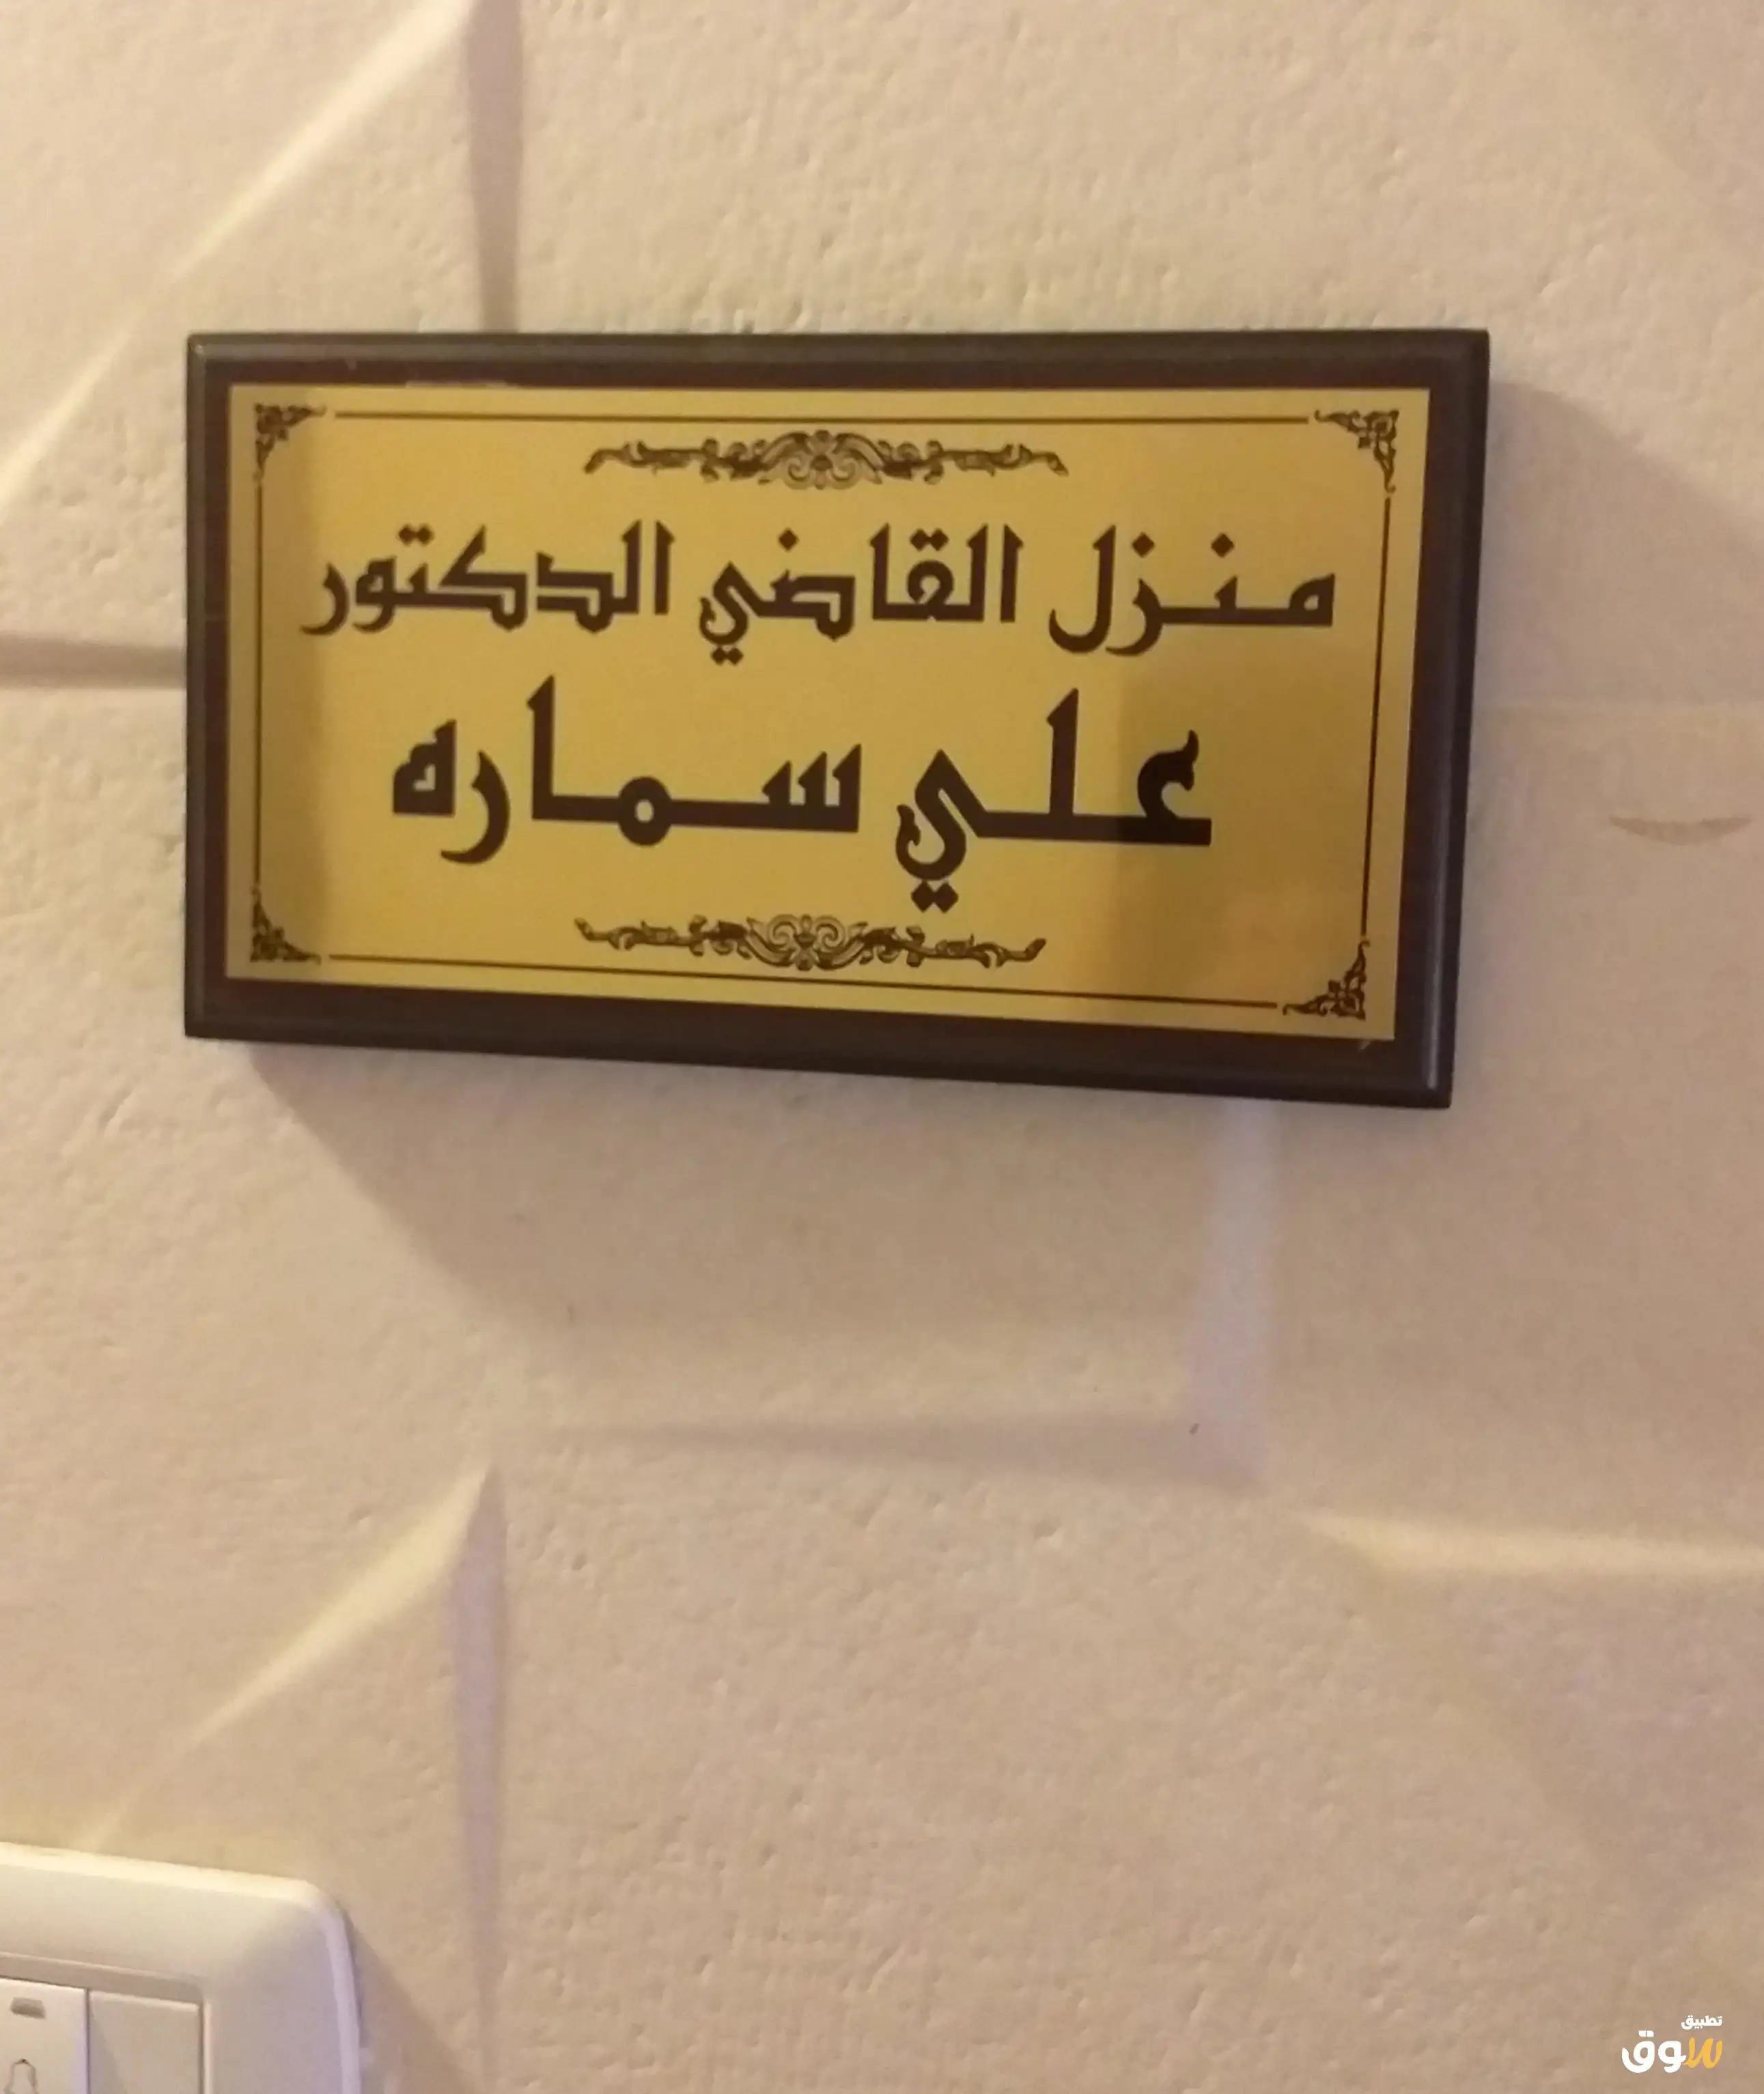 منزل القاضي الدكتور
علي سماره
تطبيق
سوق